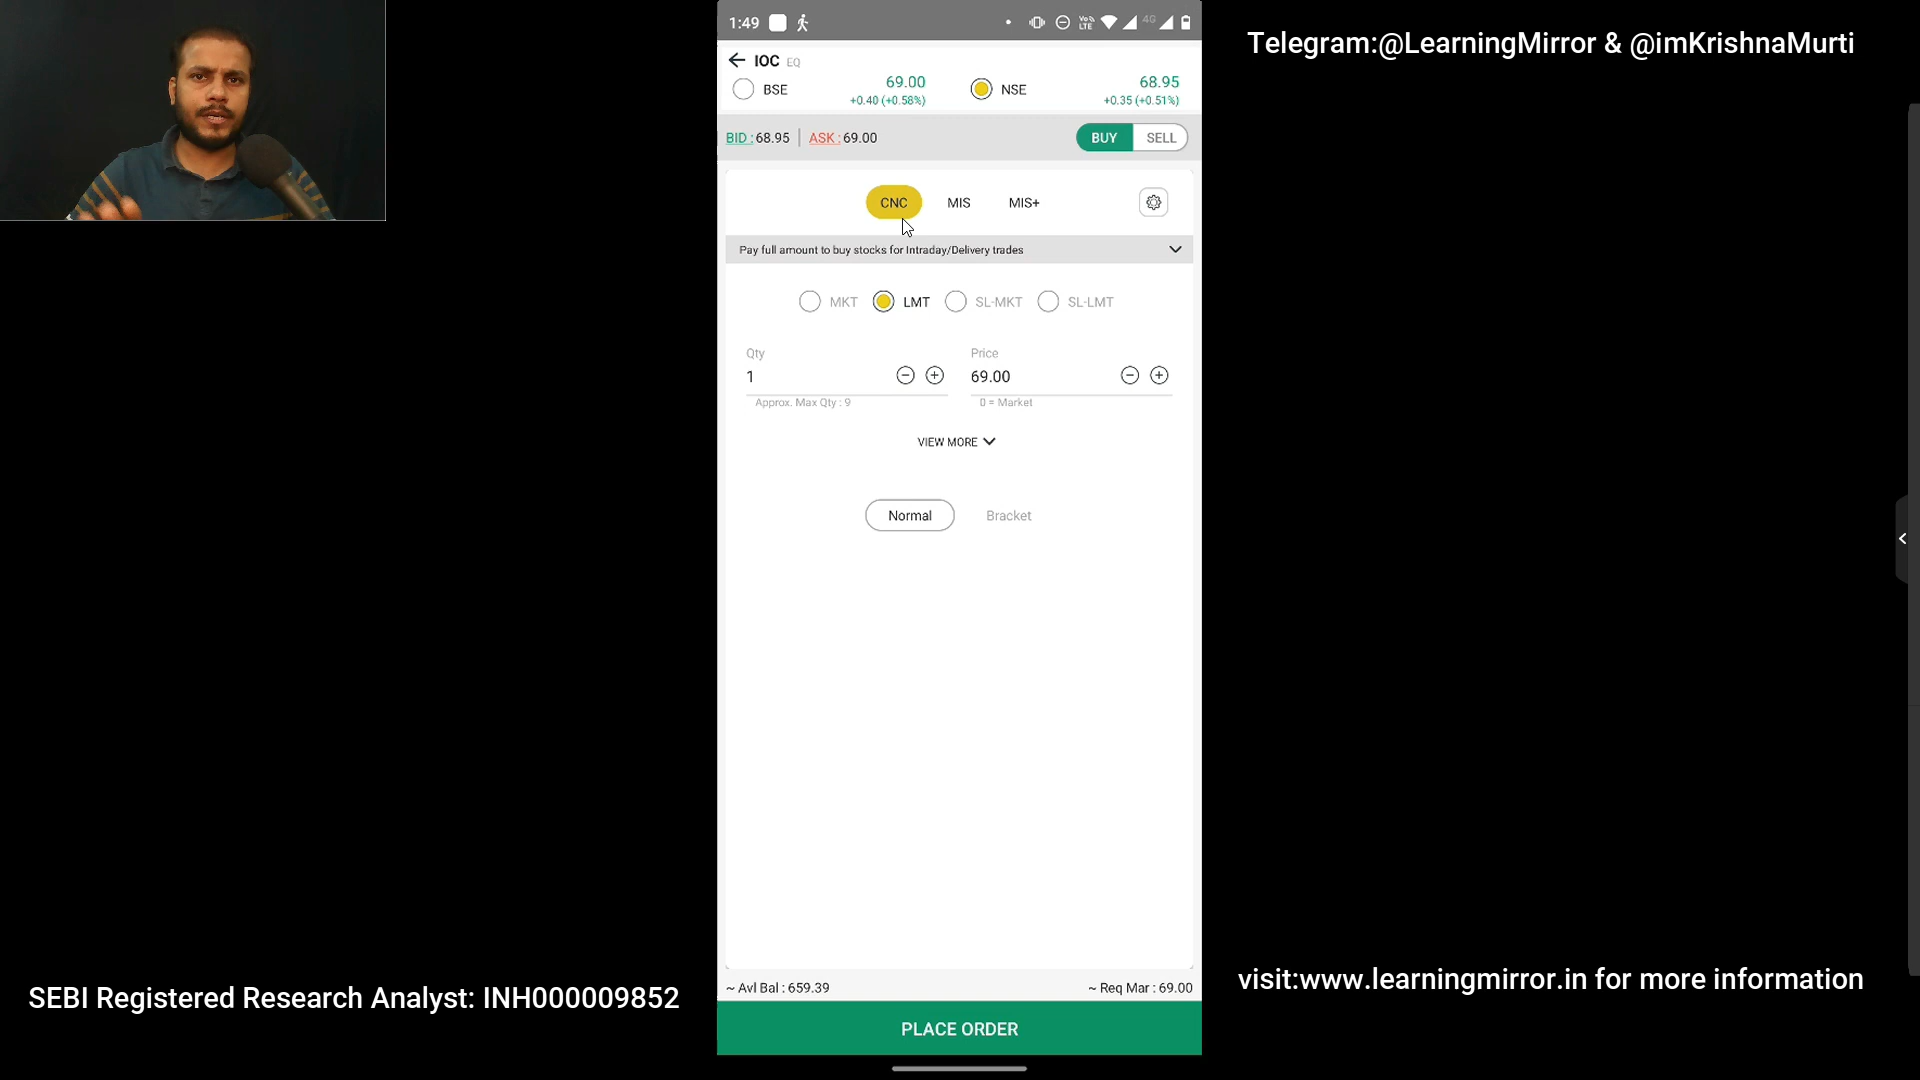 Telegram:@LearningMirror & @imKrishnaMurti
1:49
Vo)) LTE
4G
IOC EQ
BSE
69.00
+0.40 (+0.58%)
NSE
68.95
+0.35 (+0.51%)
BID : 68.95 | ASK : 69.00
BUY SELL
CNC MIS MIS+
Pay full amount to buy stocks for Intraday/Delivery trades
MKT LMT SL-MKT SL-LMT
Qty Price
1 69.00
Approx. Max Qty : 9 0 = Market
VIEW MORE
Normal Bracket
~ Avl Bal : 659.39 ~ Req Mar : 69.00
PLACE ORDER
SEBI Registered Research Analyst: INH000009852
visit:www.learningmirror.in for more information